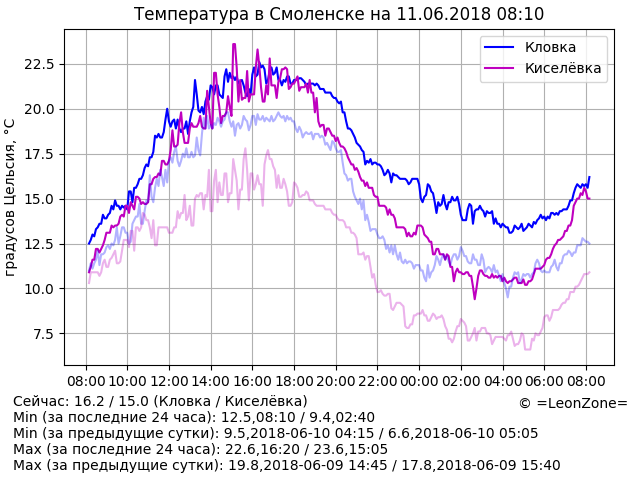 Температура в Смоленске на 11.06.2018 08:10
Кловка
Киселёвка
градусов Цельсия, °C
22.5
20.0
17.5
15.0
12.5
10.0
7.5
08:00 10:00 12:00 14:00 16:00 18:00 20:00 22:00 00:00 02:00 04:00 06:00 08:00
Сейчас: 16.2 / 15.0 (Кловка / Киселёвка)
© =LeonZone=
Min (за последние 24 часа): 12.5,08:10 / 9.4,02:40
Min (за предыдущие сутки): 9.5,2018-06-10 04:15 / 6.6,2018-06-10 05:05
Max (за последние 24 часа): 22.6,16:20 / 23.6,15:05
Max (за предыдущие сутки): 19.8,2018-06-09 14:45 / 17.8,2018-06-09 15:40